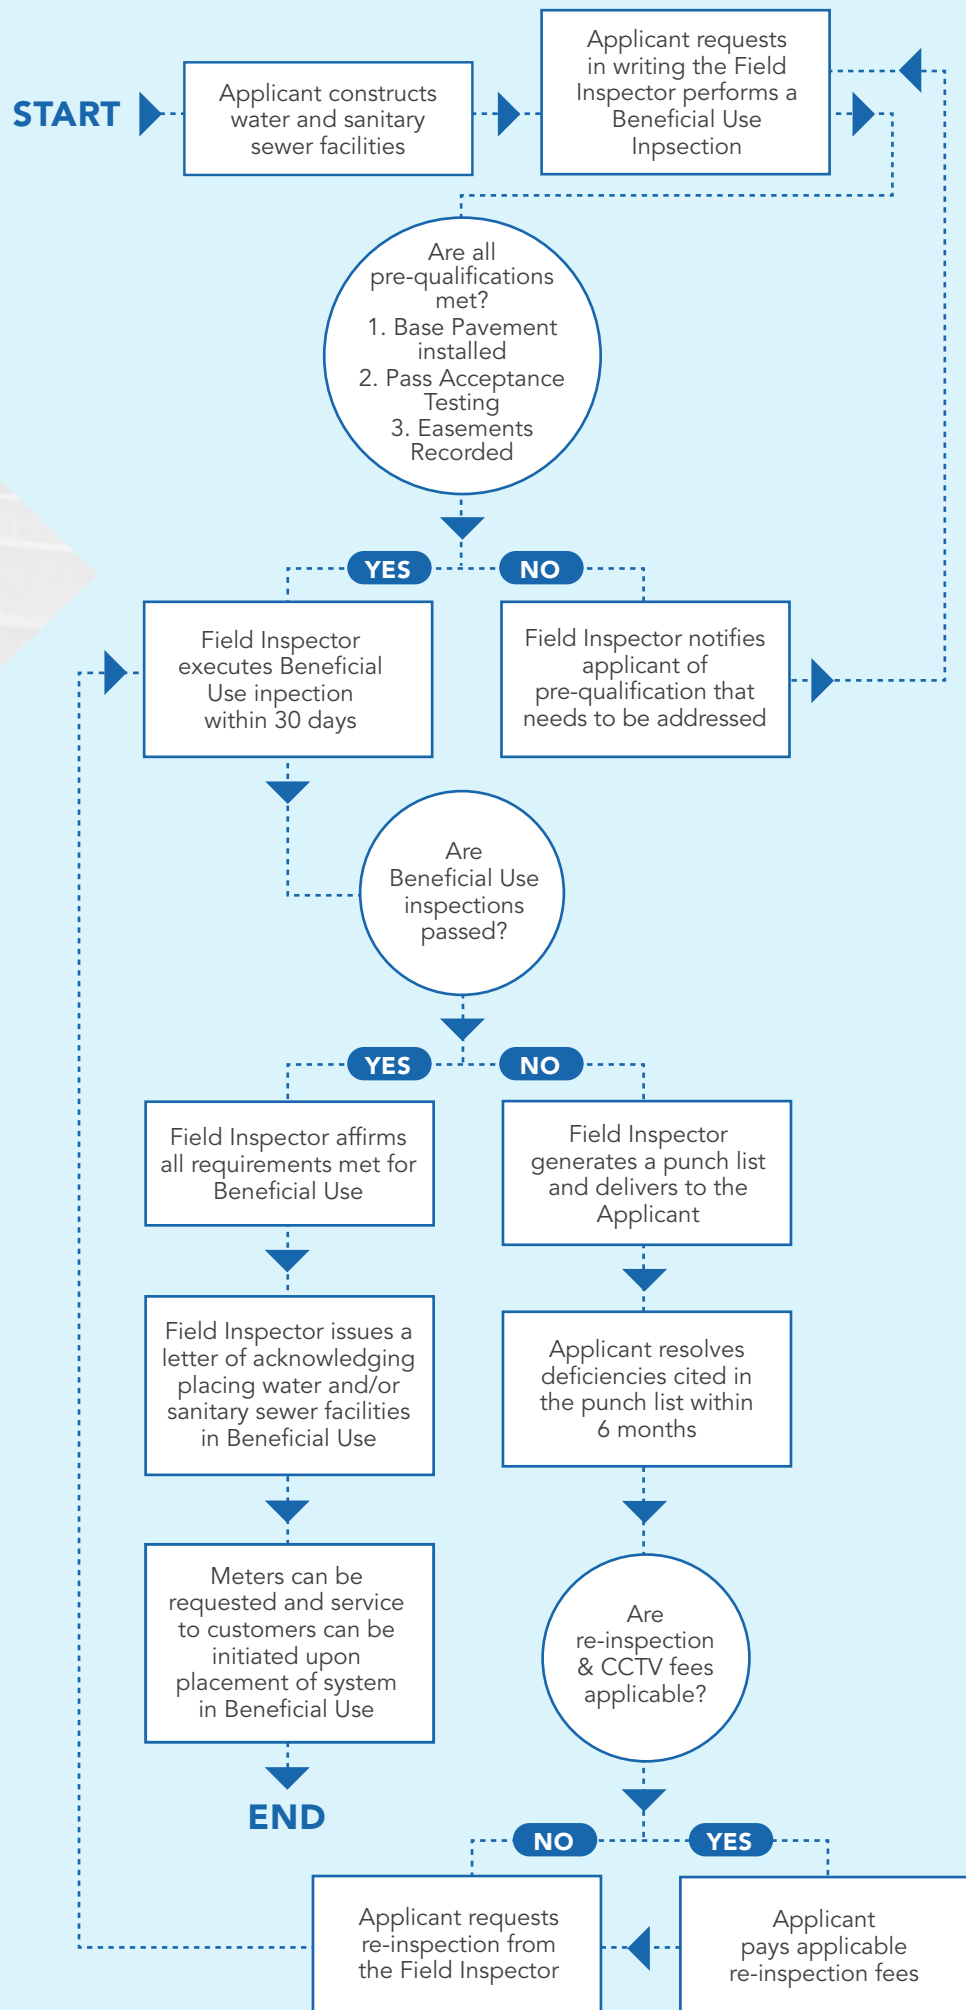 START
Applicant constructs
water and sanitary
sewer facilities
Applicant requests
in writing the Field
Inspector performs a
Beneficial Use
Inpsection
Are all
pre-qualifications
met?
1. Base Pavement
installed
2. Pass Acceptance
Testing
3. Easements
Recorded
YES
NO
Field Inspector
executes Beneficial
Use inpection
within 30 days
Field Inspector notifies
applicant of
pre-qualification that
needs to be addressed
Are
Beneficial Use
inspections
passed?
YES
NO
Field Inspector affirms
all requirements met for
Beneficial Use
Field Inspector
generates a punch list
and delivers to the
Applicant
Field Inspector issues a
letter of acknowledging
placing water and/or
sanitary sewer facilities
in Beneficial Use
Applicant resolves
deficiencies cited in
the punch list within
6 months
Meters can be
requested and service
to customers can be
initiated upon
placement of system
in Beneficial Use
Are
re-inspection
& CCTV fees
applicable?
END
NO
YES
Applicant requests
re-inspection from
the Field Inspector
Applicant
pays applicable
re-inspection fees